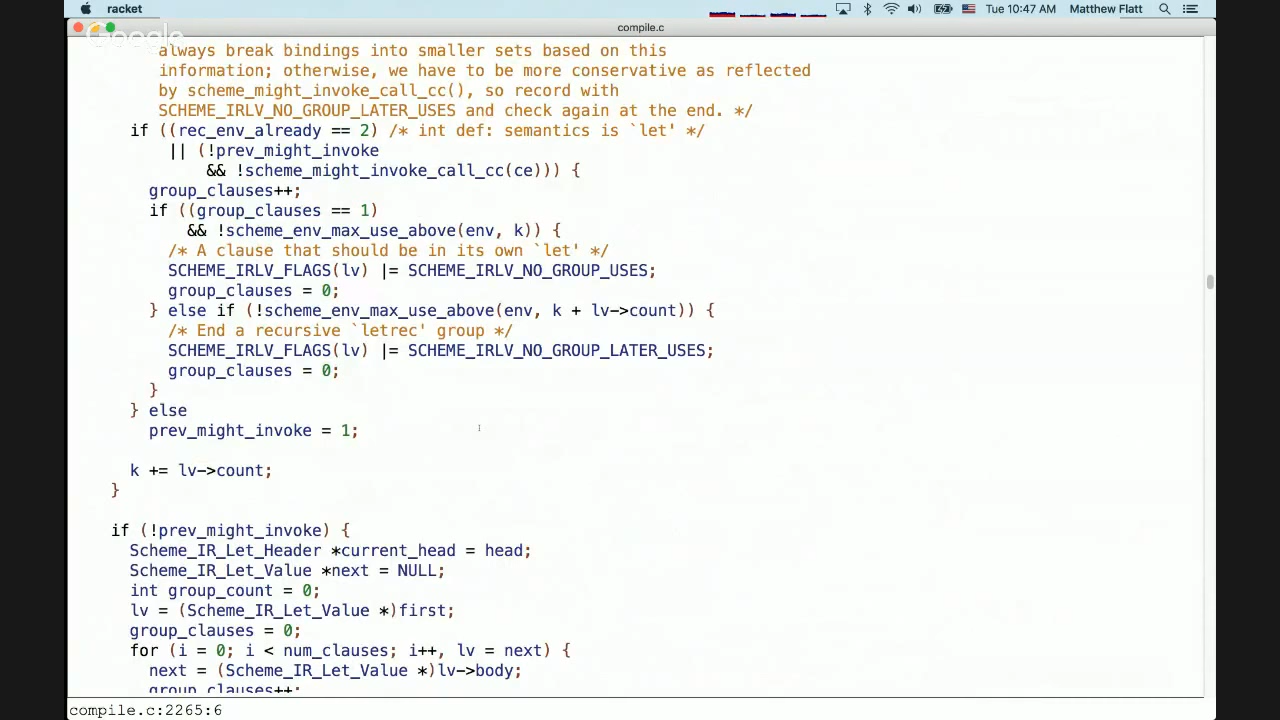 racket
Tue 10:47 AM Matthew Flatt
compile.c
Google
always break bindings into smaller sets based on this
information; otherwise, we have to be more conservative as reflected
by scheme_might_invoke_call_cc(), so record with
SCHEME_IRLV_NO_GROUP_LATER_USES and check again at the end. */
if ((rec_env_already == 2) /* int def: semantics is `let' */
|| (!prev_might_invoke
&& !scheme_might_invoke_call_cc(ce))) {
group_clauses++;
if ((group_clauses == 1)
&& !scheme_env_max_use_above(env, k)) {
/* A clause that should be in its own `let' */
SCHEME_IRLV_FLAGS(lv) |= SCHEME_IRLV_NO_GROUP_USES;
group_clauses = 0;
} else if (!scheme_env_max_use_above(env, k + lv->count)) {
/* End a recursive `letrec' group */
SCHEME_IRLV_FLAGS(lv) |= SCHEME_IRLV_NO_GROUP_LATER_USES;
group_clauses = 0;
}
} else
prev_might_invoke = 1;
k += lv->count;
}
if (!prev_might_invoke) {
Scheme_IR_Let_Header *current_head = head;
Scheme_IR_Let_Value *next = NULL;
int group_count = 0;
lv = (Scheme_IR_Let_Value *)first;
group_clauses = 0;
for (i = 0; i < num_clauses; i++, lv = next) {
next = (Scheme_IR_Let_Value *)lv->body;
group_clauses++;
compile.c:2265:6